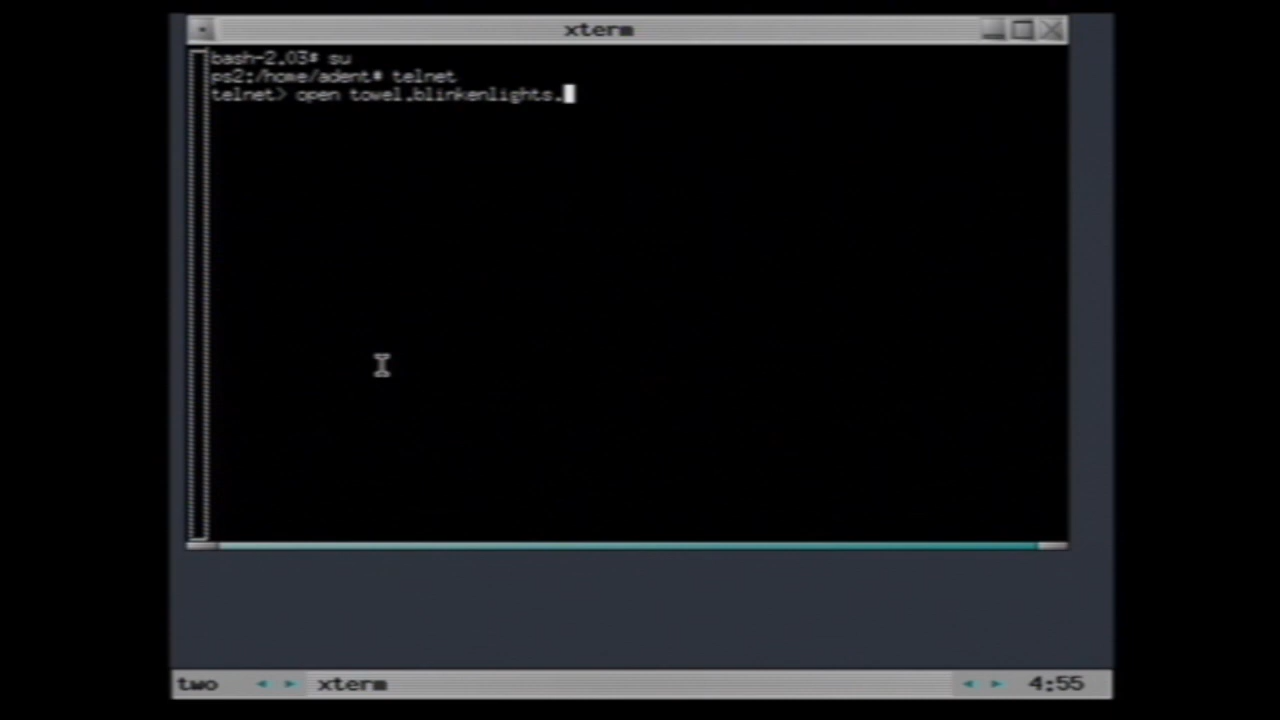 xterm
bash-2.03# su
ps2:/home/adent# telnet
telnet> open towel.blinkenlights.
two xterm 4:55